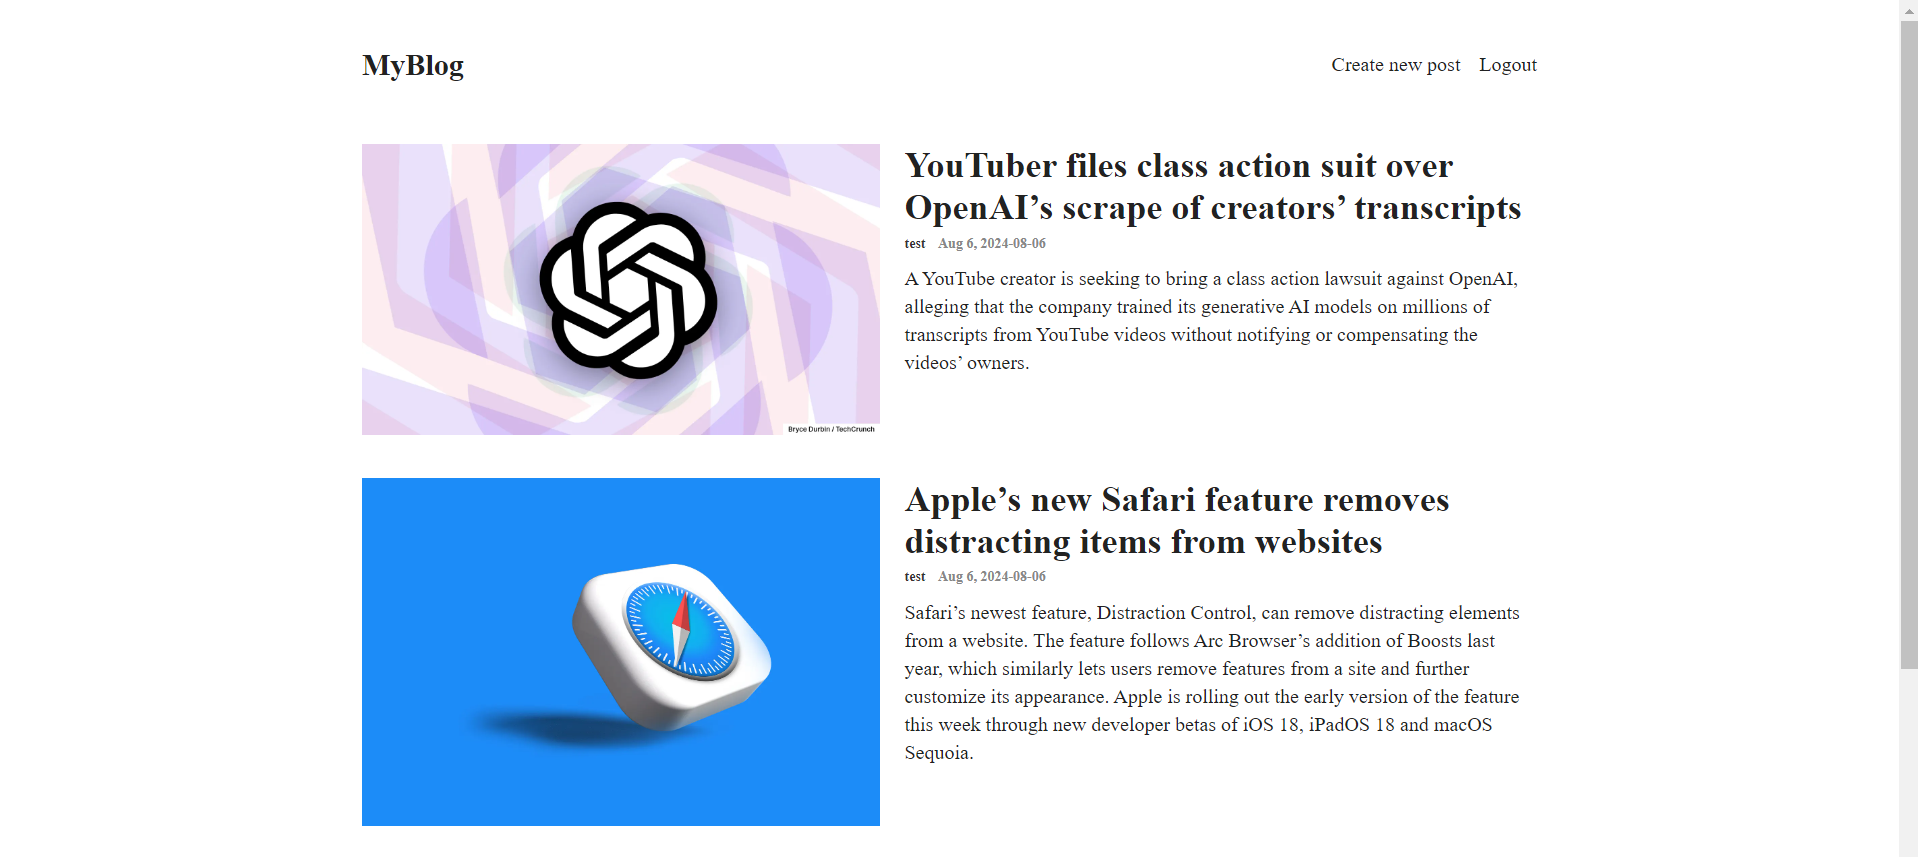 MyBlog
Create new post Logout
YouTuber files class action suit over
OpenAI’s scrape of creators’ transcripts
test Aug 6, 2024-08-06
A YouTube creator is seeking to bring a class action lawsuit against OpenAI,
alleging that the company trained its generative AI models on millions of
transcripts from YouTube videos without notifying or compensating the
videos’ owners.
Bryce Durbin / TechCrunch
Apple’s new Safari feature removes
distracting items from websites
test Aug 6, 2024-08-06
Safari’s newest feature, Distraction Control, can remove distracting elements
from a website. The feature follows Arc Browser’s addition of Boosts last
year, which similarly lets users remove features from a site and further
customize its appearance. Apple is rolling out the early version of the feature
this week through new developer betas of iOS 18, iPadOS 18 and macOS
Sequoia.